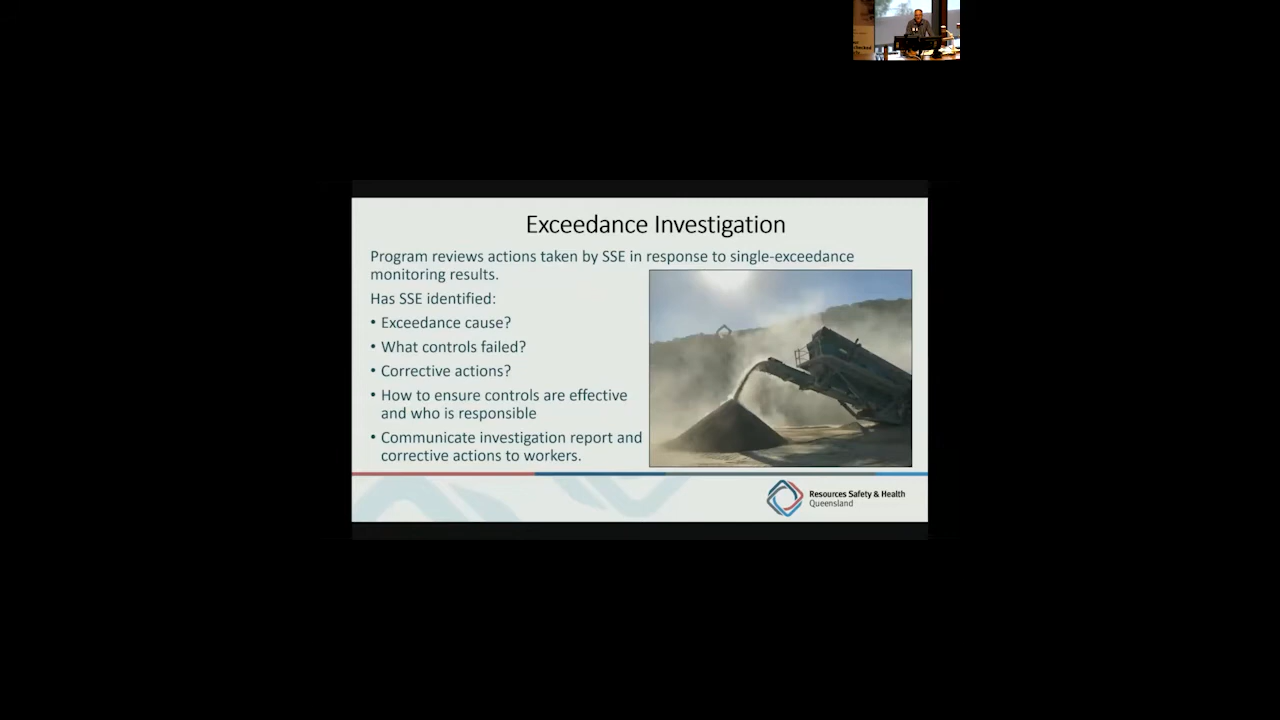 Exceedance Investigation
Program reviews actions taken by SSE in response to single-exceedance
monitoring results.
Has SSE identified:
• Exceedance cause?
• What controls failed?
• Corrective actions?
• How to ensure controls are effective
and who is responsible
• Communicate investigation report and
corrective actions to workers.
Resources Safety & Health
Queensland